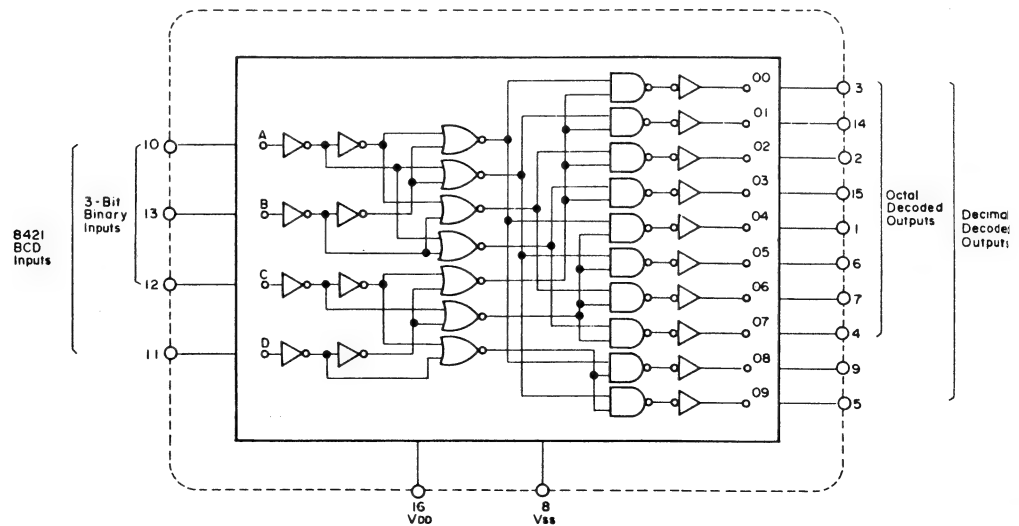 8421
BCD
Inputs
3-Bit
Binary
Inputs
10
13
12
11
A
B
C
D
00
01
02
03
04
05
06
07
08
09
3
14
2
15
1
6
7
4
9
5
Octal
Decoded
Outputs
Decimal
Outputs
16
VDD
8
VSS